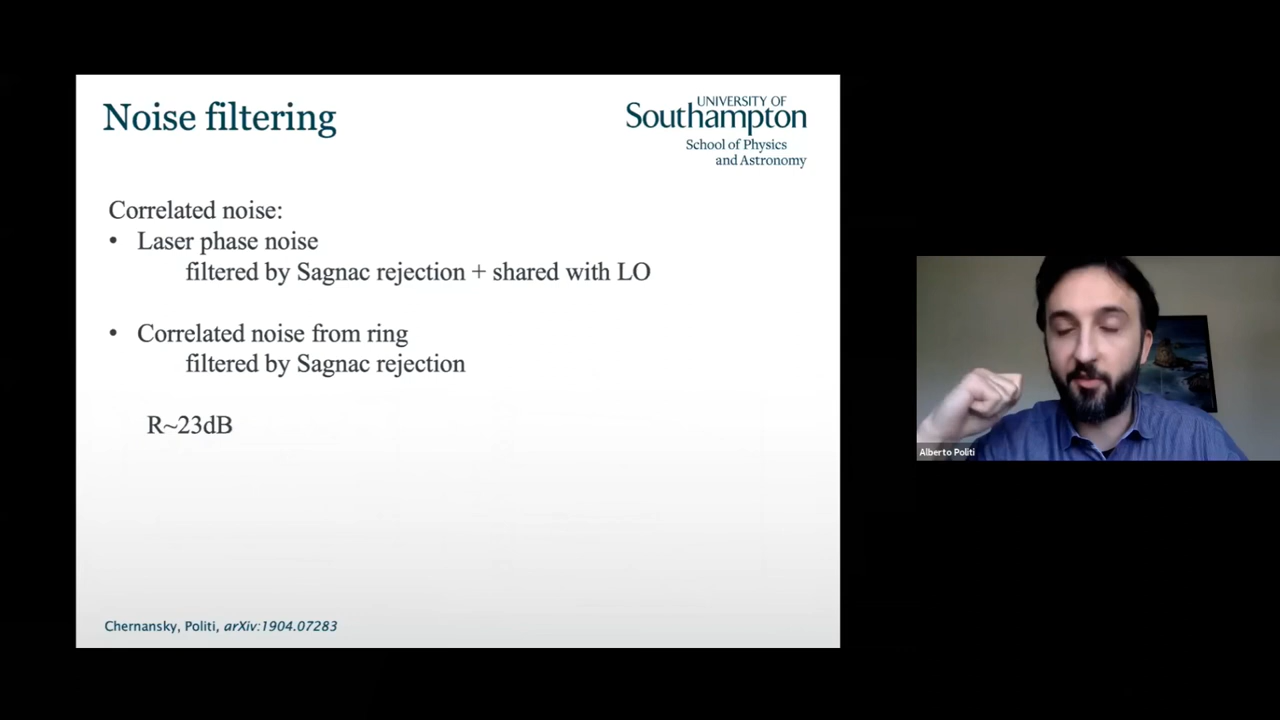 Noise filtering
UNIVERSITY OF
Southampton
School of Physics
and Astronomy
Correlated noise:
• Laser phase noise
filtered by Sagnac rejection + shared with LO
• Correlated noise from ring
filtered by Sagnac rejection
R~23dB
Chernansky, Politi, arXiv:1904.07283
Alberto Politi